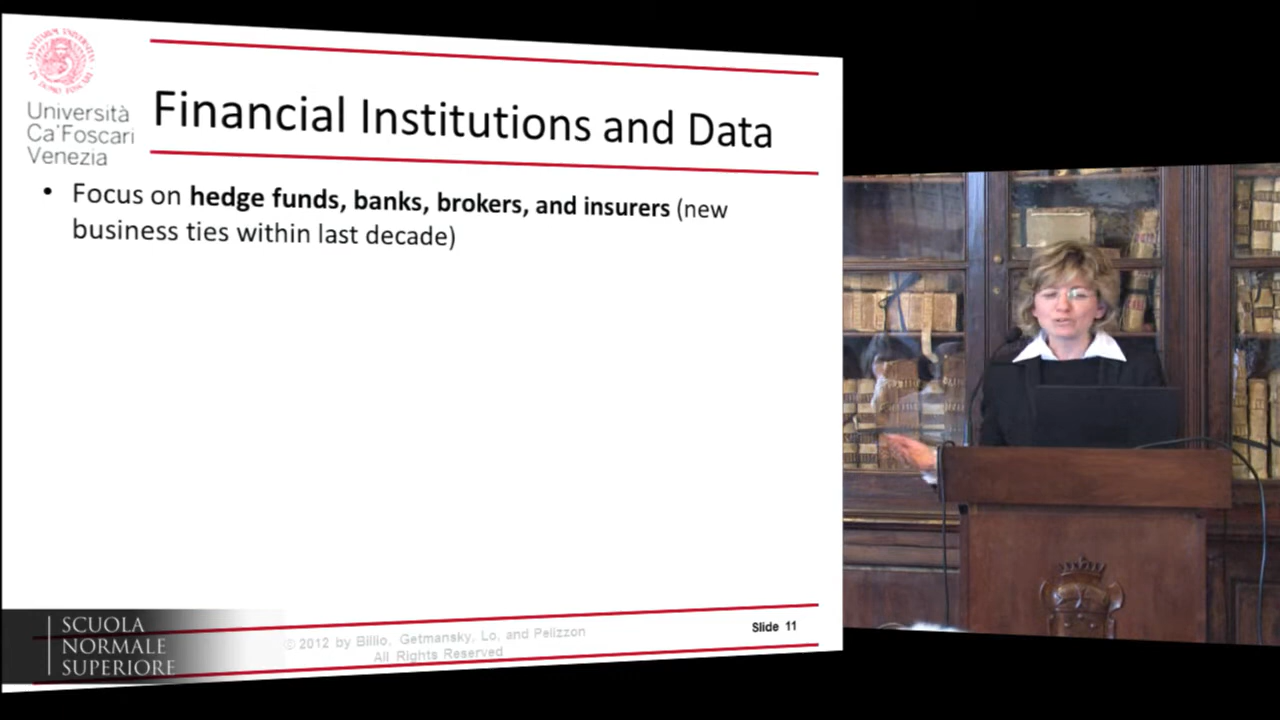 Università
Ca'Foscari
Venezia
Financial Institutions and Data
• Focus on hedge funds, banks, brokers, and insurers (new
business ties within last decade)
SCUOLA
NORMALE
SUPERIORE
© 2012 by Billio, Getmansky, Lo, and Pelizzon
All Rights Reserved
Slide 11